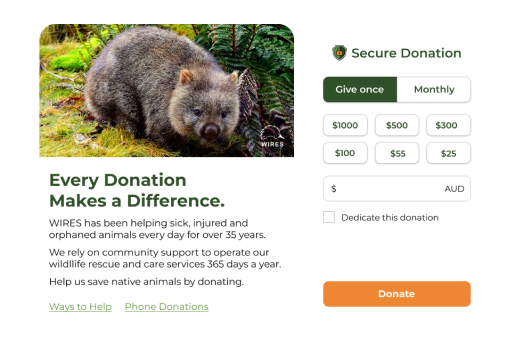 WIRES
Every Donation
Makes a Difference.
WIRES has been helping sick, injured and
orphaned animals every day for over 35 years.
We rely on community support to operate our
wildllife rescue and care services 365 days a year.
Help us save native animals by donating.
Ways to Help Phone Donations
Secure Donation
Give once Monthly
$1000 $500 $300
$100 $55 $25
$ AUD
Dedicate this donation
Donate